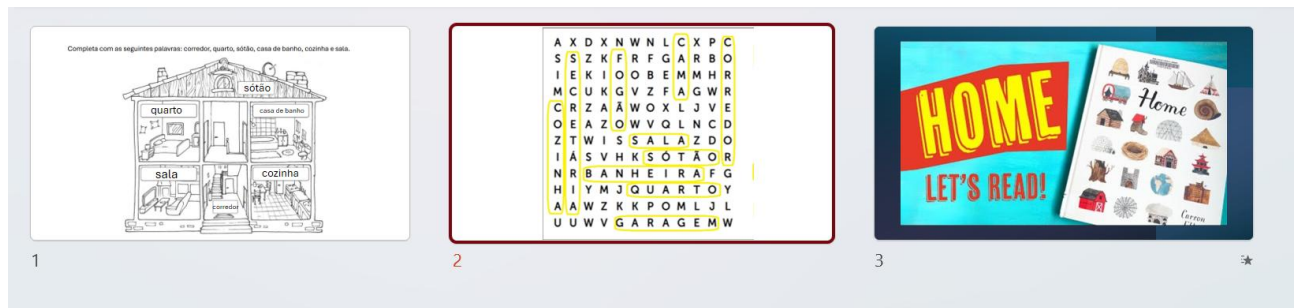 Completa com as seguintes palavras: corredor, quarto, sótão, casa de banho, cozinha e sala.
sótão
quarto
casa de banho
sala
cozinha
corredor
1
A X D X N W N L C X P C
S S Z K F R F G A R B O
I E K I O O B E M M H R
M C U K G V Z F A G W R
C R Z A Ã W O X L J V E
O E A Z O W V Q L N C D
Z T W I S S A L A Z D O
I Á S V H K S Ó T Ã O R
N R B A N H E I R A F G
H I Y M J Q U A R T O Y
A A W Z K K P O M L J L
U U W V G A R A G E M W
2
HOME
LET'S READ!
Home
3